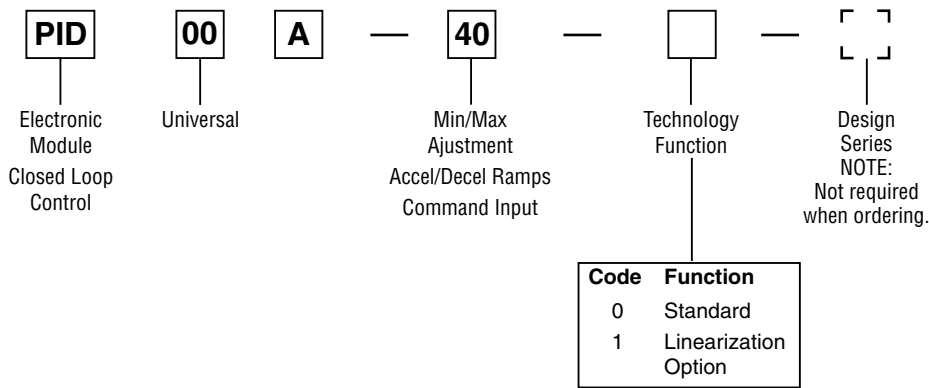 PID 00 A — 40 — —
Electronic
Module
Closed Loop
Control
Universal
Min/Max
Ajustment
Accel/Decel Ramps
Command Input
Technology
Function
Design
Series
NOTE:
Not required
when ordering.
Code Function
0 Standard
1 Linearization
Option